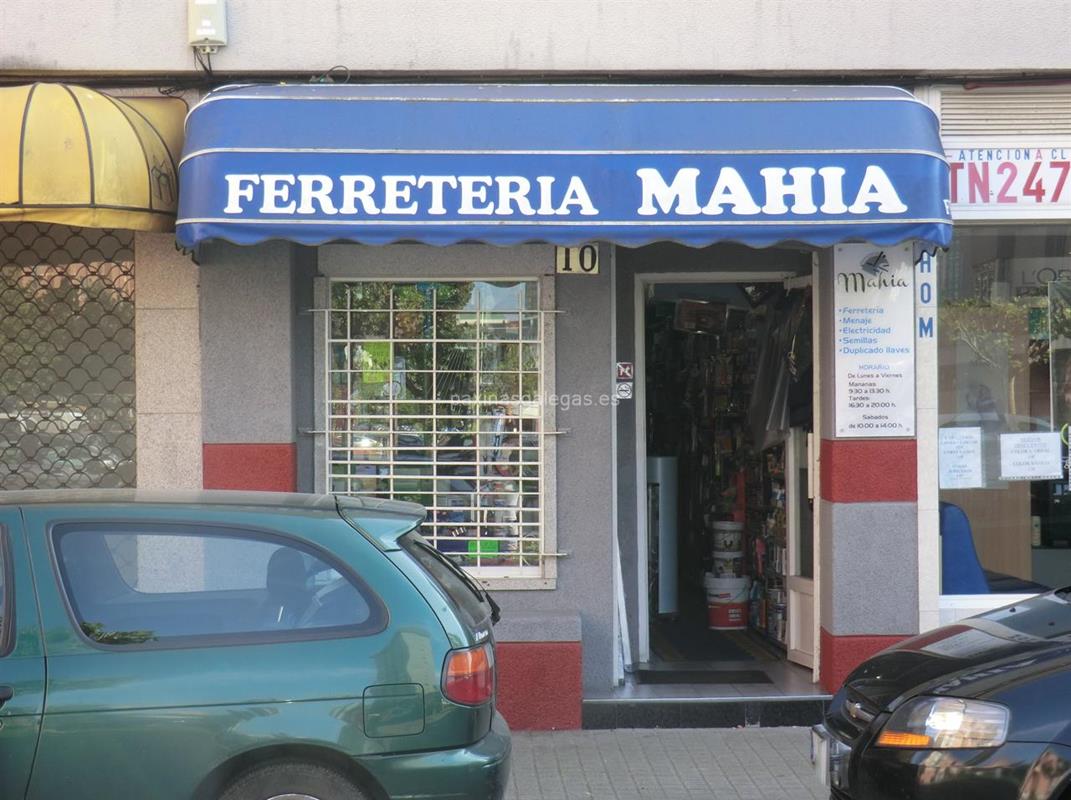 FERRETERIA MAHIA
ATENCION A CL
TN.247
10
Mahia
•Ferretería
•Menaje
•Electricidad
•Semillas
•Duplicado llaves
HORARIO
De Lunes a Viernes
Mañanas:
9:30 a 13:30 h.
Tardes:
16:30 a 20:00 h.
Sabados
de 10:00 a 14:00 h.
HOM
L'OR
paxinasgalegas.es